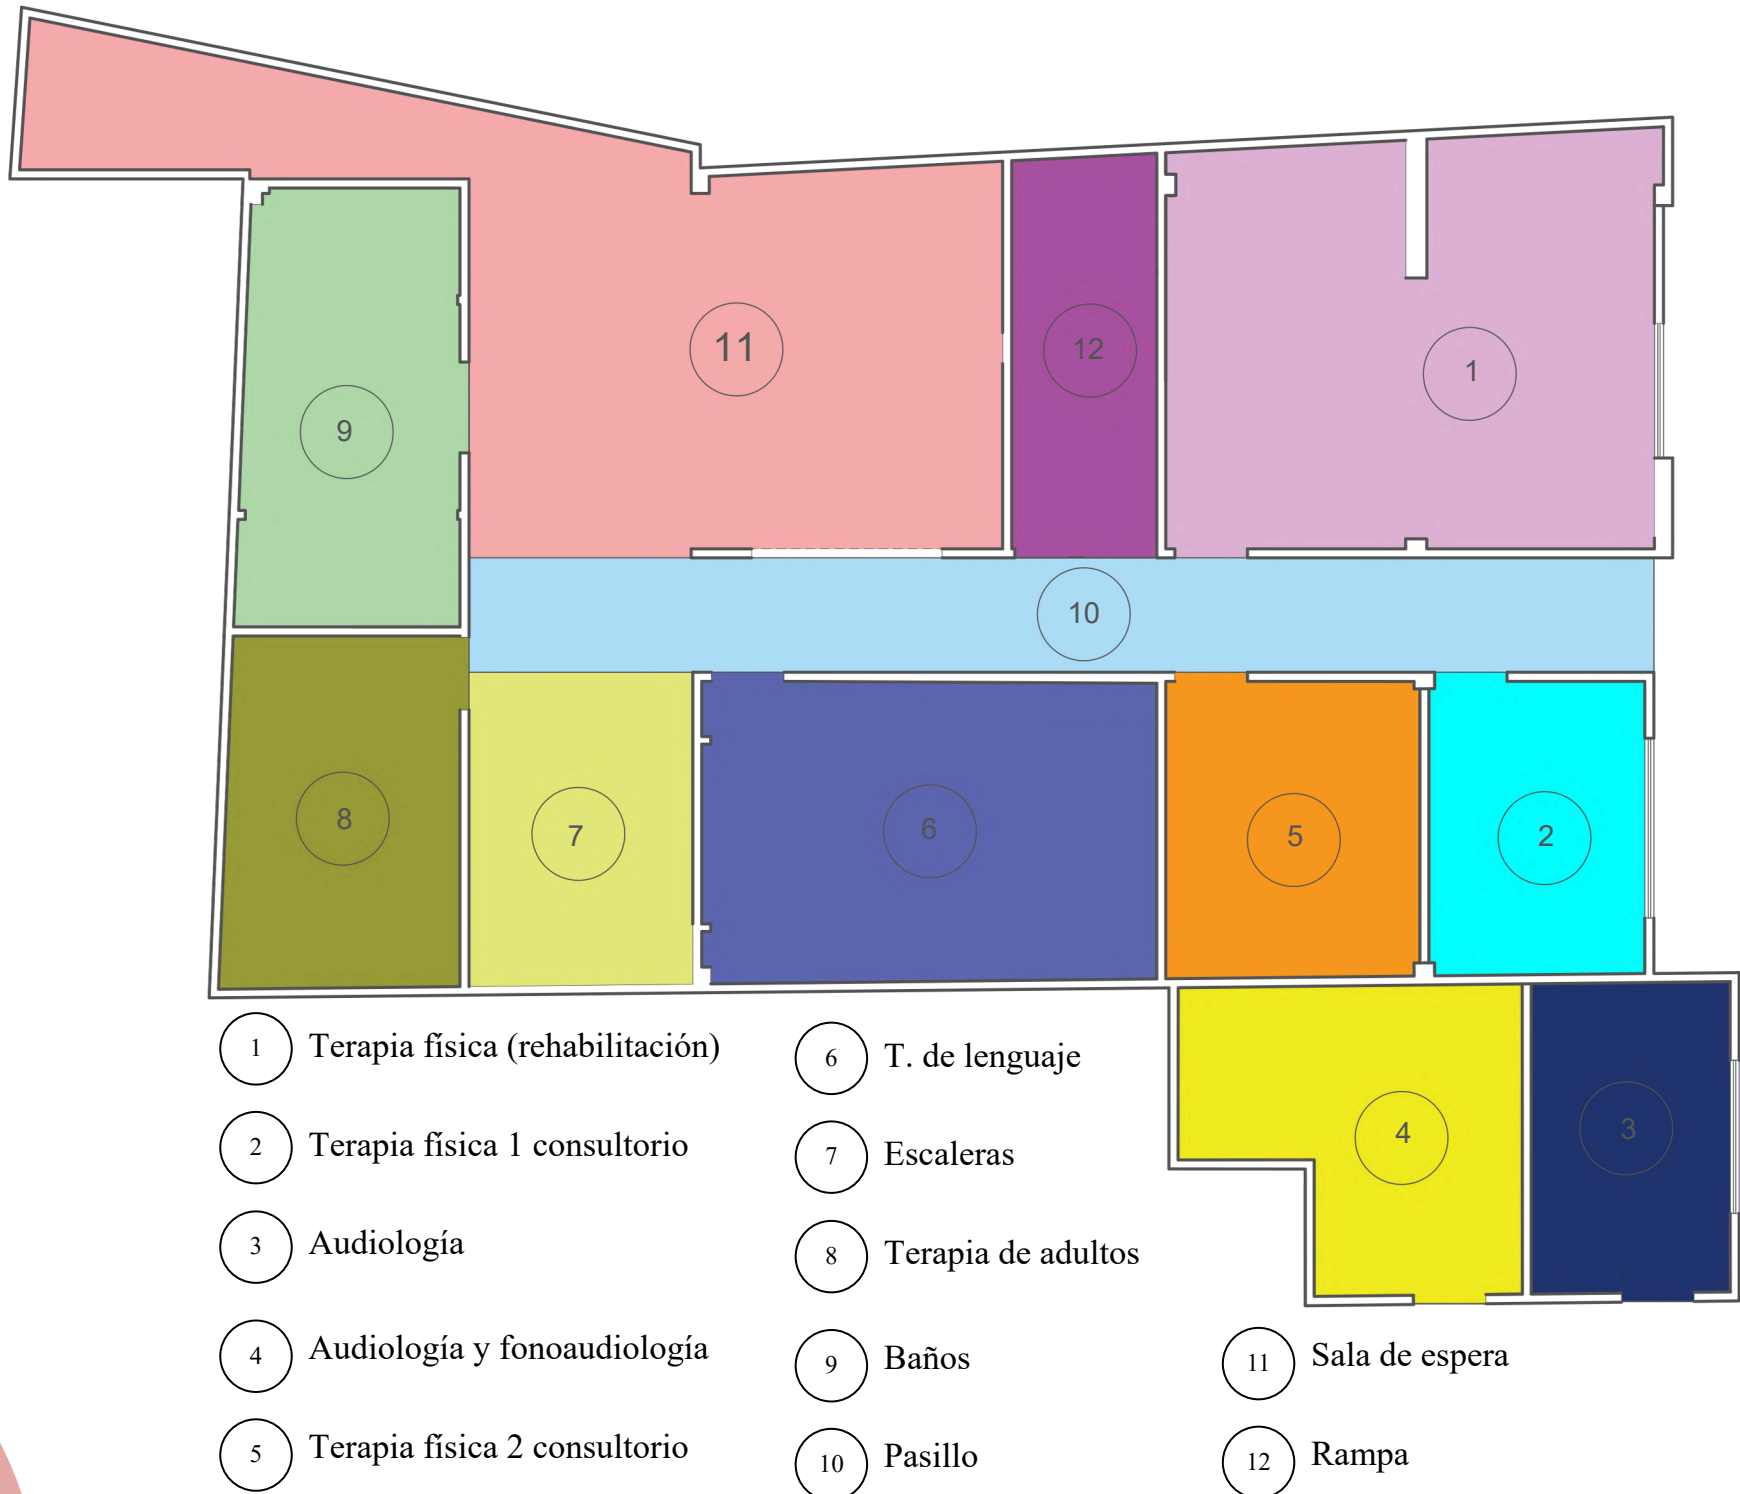 11
12
1
9
10
8
7
6
5
2
4
3
1 Terapia física (rehabilitación)
2 Terapia física 1 consultorio
3 Audiología
4 Audiología y fonoaudiología
5 Terapia física 2 consultorio
6 T. de lenguaje
7 Escaleras
8 Terapia de adultos
9 Baños
10 Pasillo
11 Sala de espera
12 Rampa